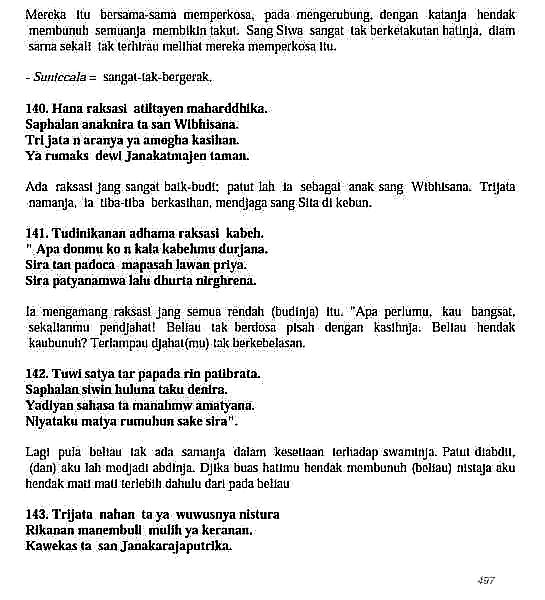 Mereka itu bersama-sama memperkosa, pada mengerubung, dengan katanja hendak
membunuh semuanja membikin takut. Sang Siwa sangat tak berketakutan hatinja, diam
sama sekali tak terhirau melihat mereka memperkosa itu.
- Suniccala = sangat-tak-bergerak.
140. Hana raksasi atiltayen maharddhika.
Saphalan anaknira ta san Wibhisana.
Tri jata n aranya ya amogha kasihan.
Ya rumaks dewi Janakatmajen taman.
Ada raksasi jang sangat baik-budi; patut lah ia sebagai anak sang Wibhisana. Trijata
namanja, ia tiba-tiba berkasihan, mendjaga sang Sita di kebun.
141. Tudinikanan adhama raksasi kabeh.
" Apa donmu ko n kala kabehmu durjana.
Sira tan padoca mapasah lawan priya.
Sira patyanamwa lalu dhurta nirghrena.
Ia mengamang raksasi jang semua rendah (budinja) itu. "Apa perlumu, kau bangsat,
sekalianmu pendjahat! Beliau tak berdosa pisah dengan kasihnja. Beliau hendak
kaubunuh? Terlampau djahat(mu) tak berkebelasan.
142. Tuwi satya tar papada rin patibrata.
Saphalan siwin huluna taku denira.
Yadiyan sahasa ta manahmw amatyana.
Niyataku matya rumuhun sake sira".
Lagi pula beliau tak ada samanja dalam kesetiaan terhadap swaminja. Patut diabdii,
(dan) aku lah medjadi abdinja. Djika buas hatimu hendak membunuh (beliau) nistaja aku
hendak mati mati terlebih dahulu dari pada beliau
143. Trijata nahan ta ya wuwusnya nistura
Rikanan manembuli mulih ya keranan.
Kawekas ta san Janakarajaputrika.
497